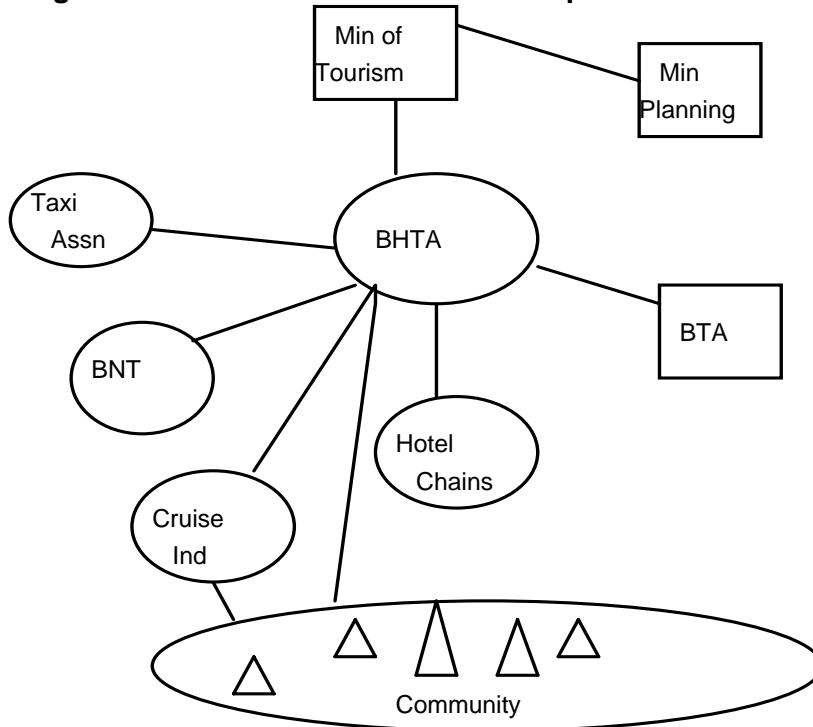 Min of
Tourism
Min
Planning
Taxi
Assn
BHTA
BTA
BNT
Hotel
Chains
Cruise
Ind
Community